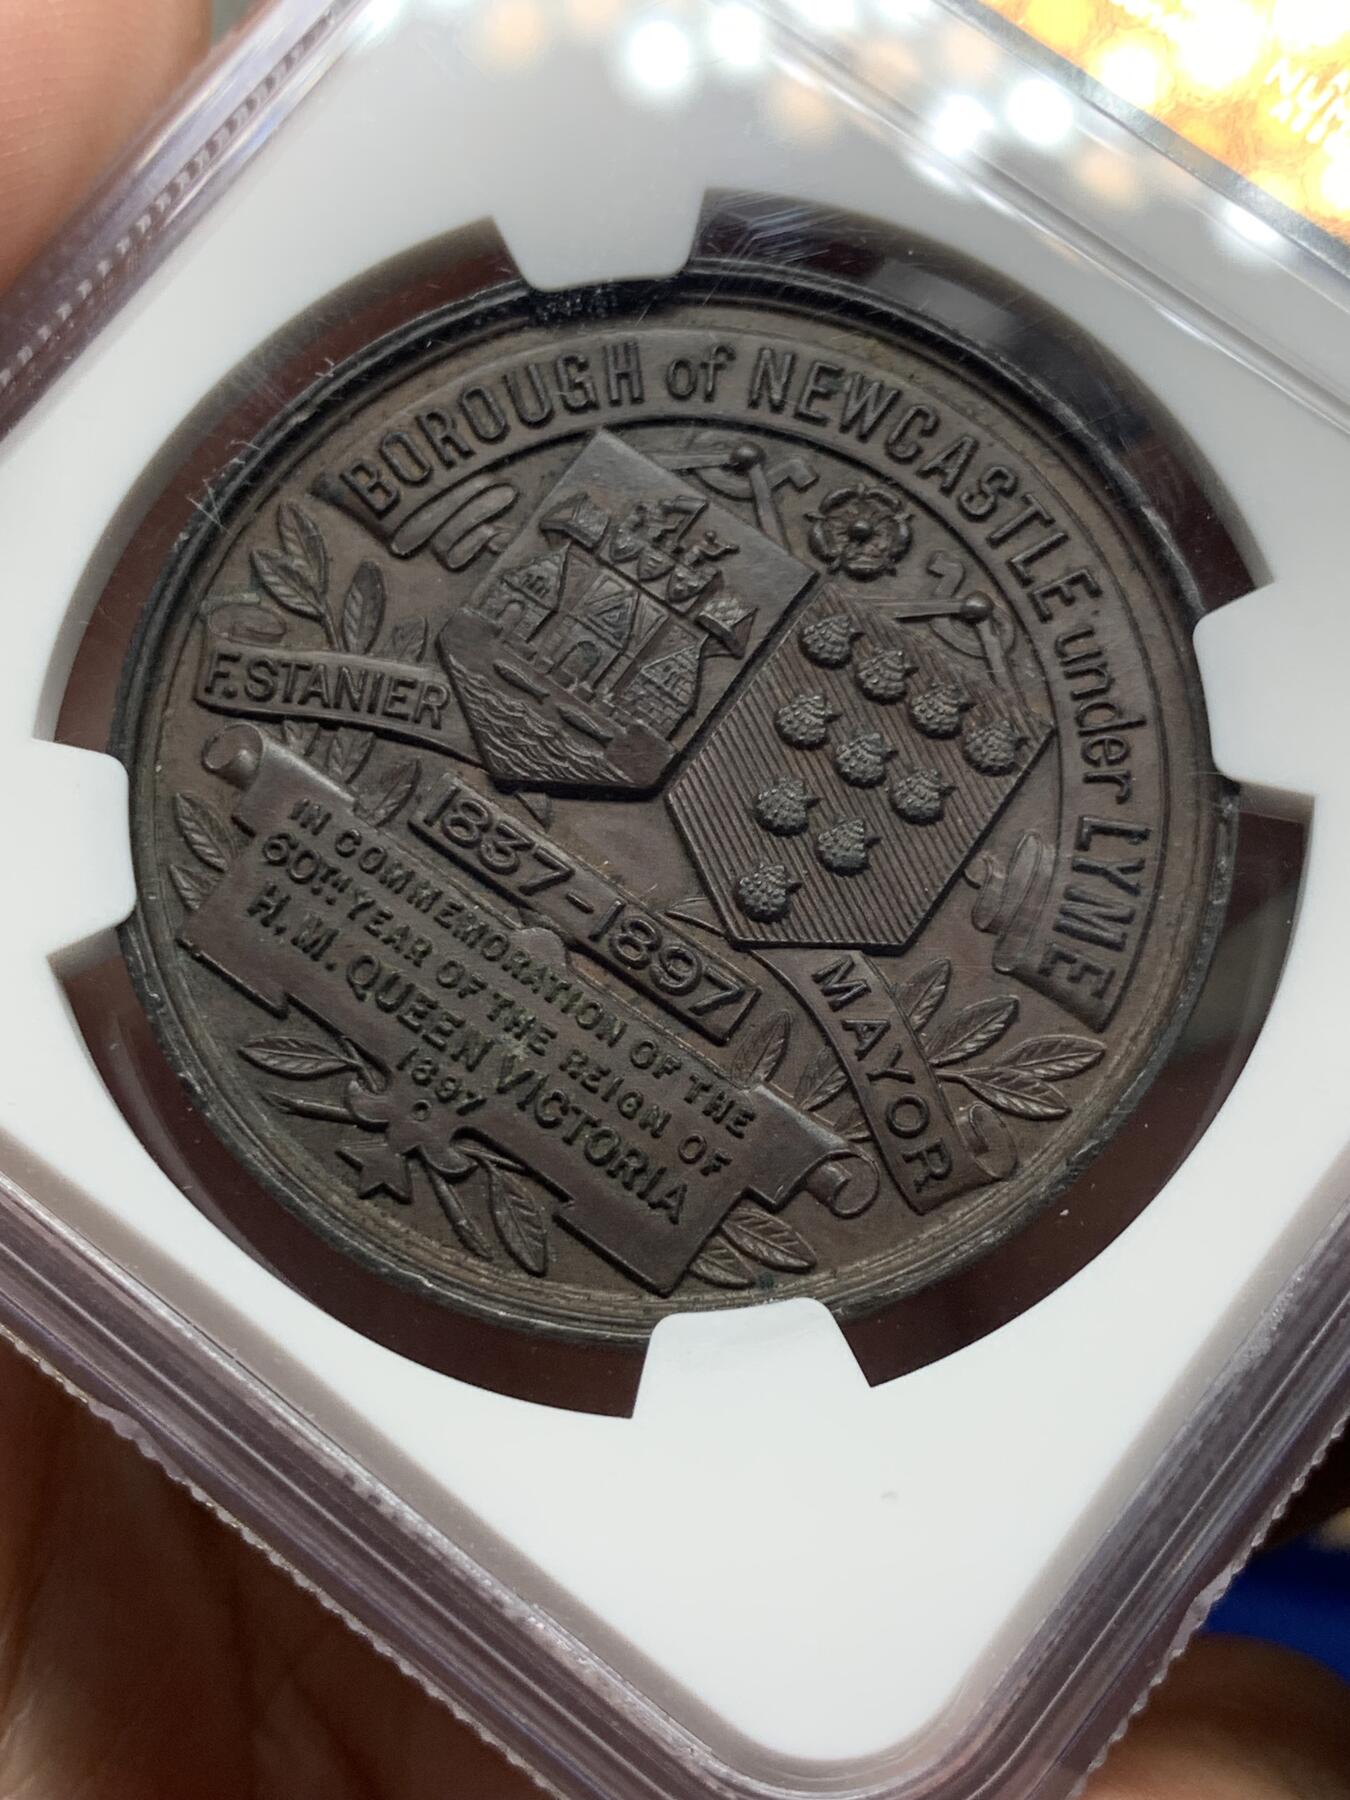 BOROUGH of NEWCASTLE under LYME
F. STANIER
MAYOR
1837-1897
IN COMMEMORATION OF THE
60TH YEAR OF THE REIGN OF
H. M. QUEEN VICTORIA
1897